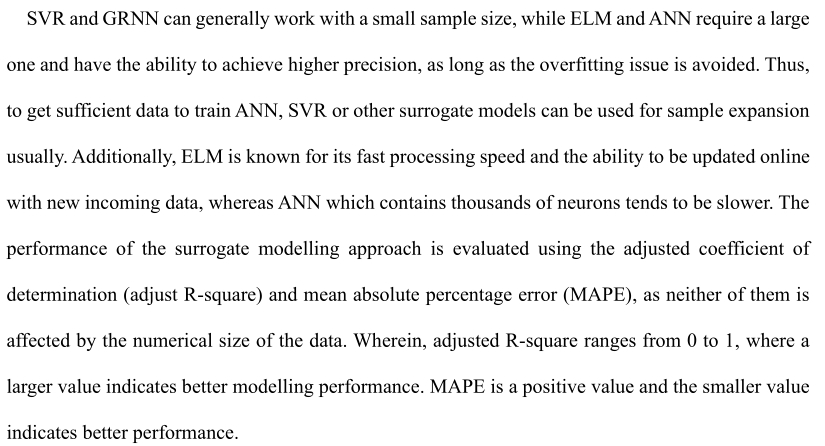 SVR and GRNN can generally work with a small sample size, while ELM and ANN require a large
one and have the ability to achieve higher precision, as long as the overfitting issue is avoided. Thus,
to get sufficient data to train ANN, SVR or other surrogate models can be used for sample expansion
usually. Additionally, ELM is known for its fast processing speed and the ability to be updated online
with new incoming data, whereas ANN which contains thousands of neurons tends to be slower. The
performance of the surrogate modelling approach is evaluated using the adjusted coefficient of
determination (adjust R-square) and mean absolute percentage error (MAPE), as neither of them is
affected by the numerical size of the data. Wherein, adjusted R-square ranges from 0 to 1, where a
larger value indicates better modelling performance. MAPE is a positive value and the smaller value
indicates better performance.